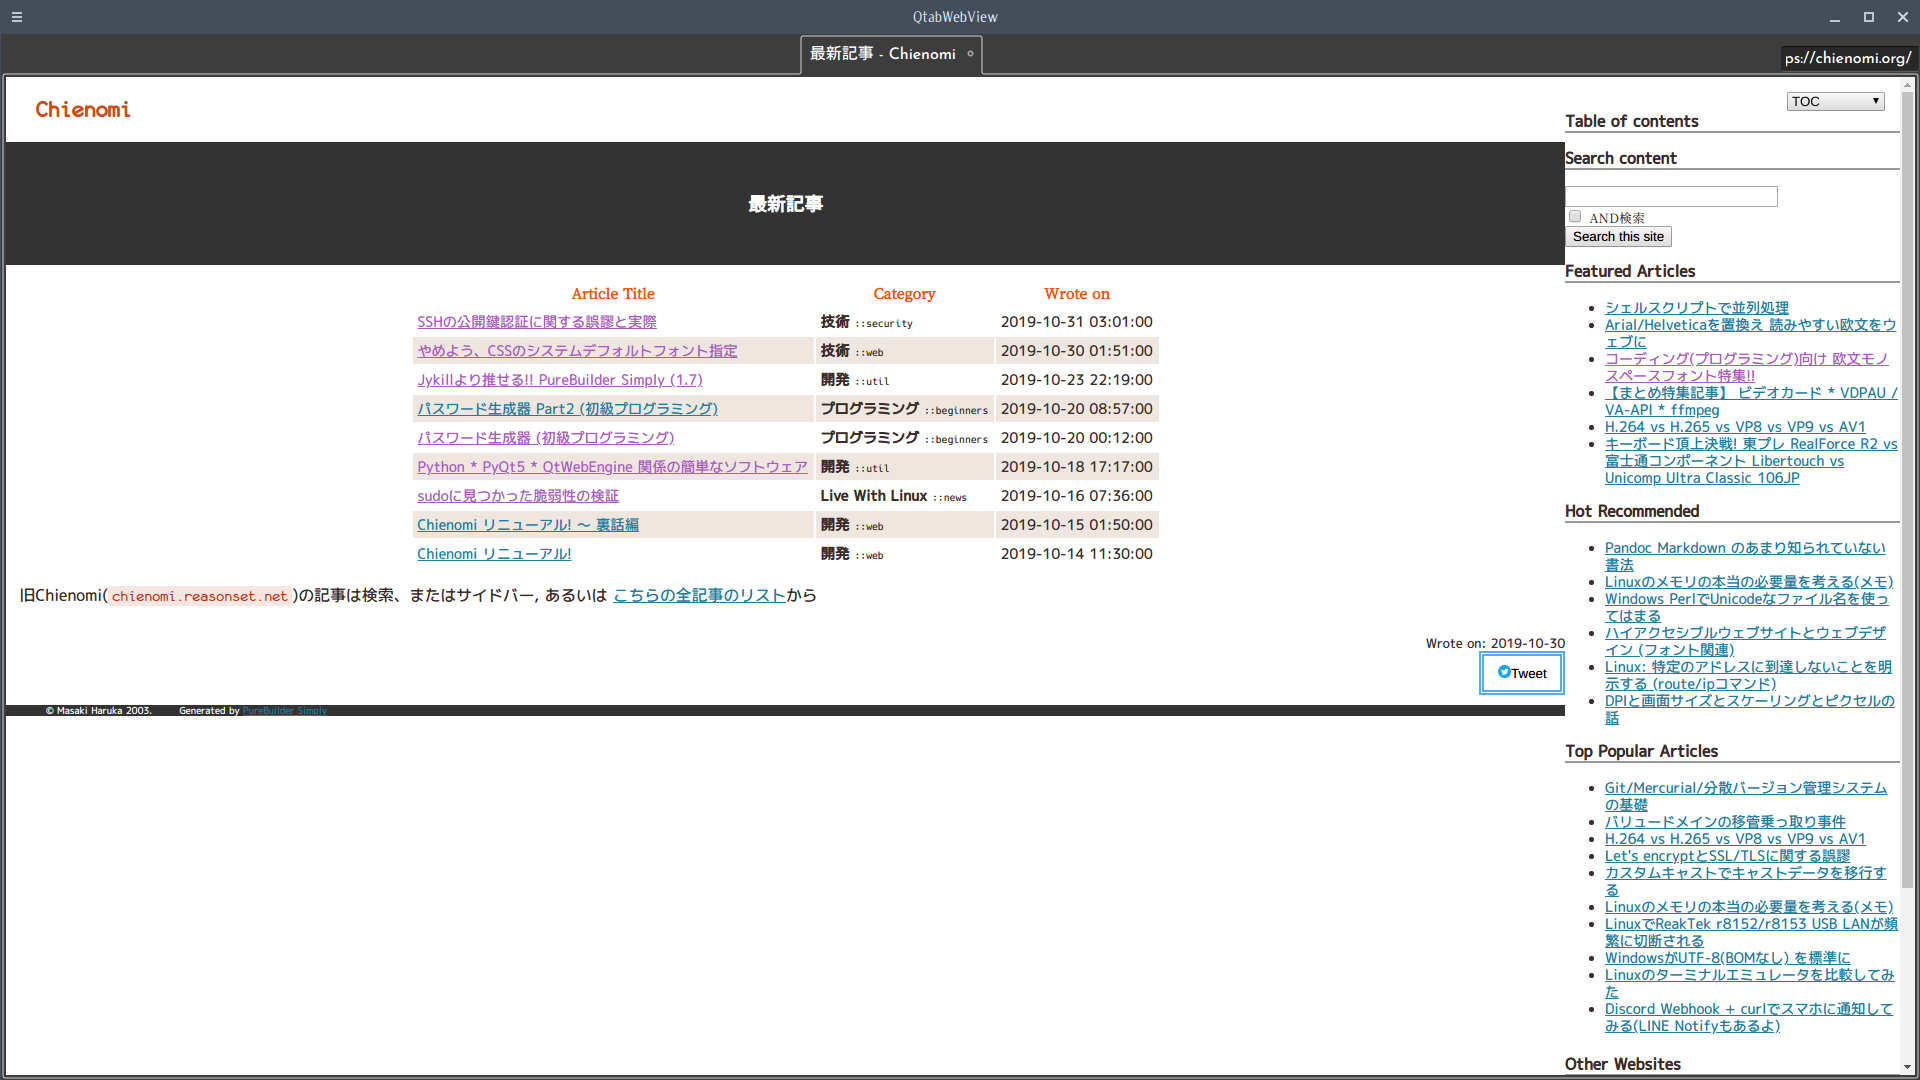 QtabWebView
最新記事 - Chienomi
ps://chienomi.org/
Chienomi
最新記事
Article Title Category Wrote on
SSHの公開鍵認証に関する誤謬と実際 技術 ::security 2019-10-31 03:01:00
やめよう、CSSのシステムデフォルトフォント指定 技術 ::web 2019-10-30 01:51:00
Jykillより推せる!! PureBuilder Simply (1.7) 開発 ::util 2019-10-23 22:19:00
パスワード生成器 Part2 (初級プログラミング) プログラミング ::beginners 2019-10-20 08:57:00
パスワード生成器 (初級プログラミング) プログラミング ::beginners 2019-10-20 00:12:00
Python * PyQt5 * QtWebEngine 関係の簡単なソフトウェア 開発 ::util 2019-10-18 17:17:00
sudoに見つかった脆弱性の検証 Live With Linux ::news 2019-10-16 07:36:00
Chienomi リニューアル! 〜 裏話編 開発 ::web 2019-10-15 01:50:00
Chienomi リニューアル! 開発 ::web 2019-10-14 11:30:00
旧Chienomi(chienomi.reasonset.net)の記事は検索、またはサイドバー, あるいは こちらの全記事のリストから
Wrote on: 2019-10-30
Tweet
© Masaki Haruka 2003. Generated by PureBuilder Simply
TOC
Table of contents
Search content
AND検索
Search this site
Featured Articles
シェルスクリプトで並列処理
Arial/Helveticaを置換え 読みやすい欧文をウ
ェブに
コーディング(プログラミング)向け 欧文モノ
スペースフォント特集!!
【まとめ特集記事】 ビデオカード * VDPAU /
VA-API * ffmpeg
H.264 vs H.265 vs VP8 vs VP9 vs AV1
キーボード頂上決戦! 東プレ RealForce R2 vs
富士通コンポーネント Libertouch vs
Unicomp Ultra Classic 106JP
Hot Recommended
Pandoc Markdown のあまり知られていない
書法
Linuxのメモリの本当の必要量を考える(メモ)
Windows PerlでUnicodeなファイル名を使っ
てはまる
ハイアクセシブルウェブサイトとウェブデザ
イン (フォント関連)
Linux: 特定のアドレスに到達しないことを明
示する (route/ipコマンド)
DPIと画面サイズとスケーリングとピクセルの
話
Top Popular Articles
Git/Mercurial/分散バージョン管理システム
の基礎
バリュードメインの移管乗っ取り事件
H.264 vs H.265 vs VP8 vs VP9 vs AV1
Let's encryptとSSL/TLSに関する誤謬
カスタムキャストでキャストデータを移行す
る
Linuxのメモリの本当の必要量を考える(メモ)
LinuxでReakTek r8152/r8153 USB LANが頻
繁に切断される
WindowsがUTF-8(BOMなし) を標準に
Linuxのターミナルエミュレータを比較してみ
た
Discord Webhook + curlでスマホに通知して
みる(LINE Notifyもあるよ)
Other Websites